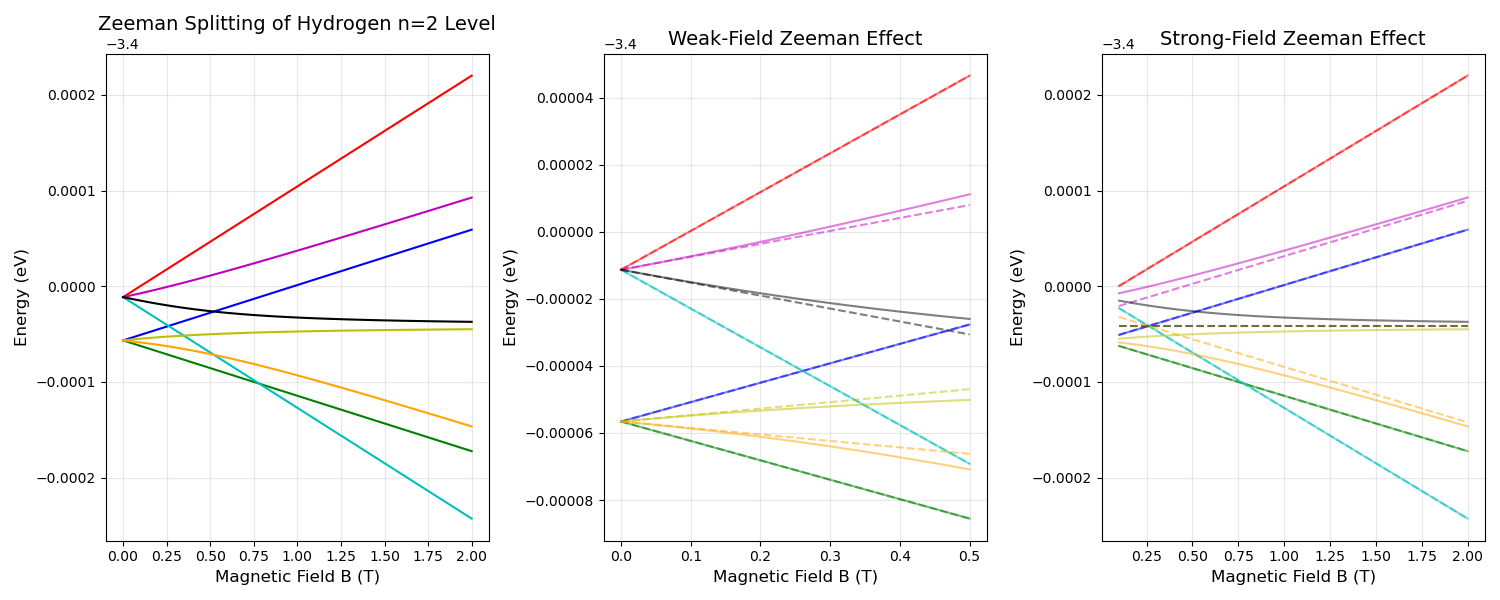 Zeeman Splitting of Hydrogen n=2 Level
−3.4
0.0002
0.0001
0.0000
−0.0001
−0.0002
Energy (eV)
0.00 0.25 0.50 0.75 1.00 1.25 1.50 1.75 2.00
Magnetic Field B (T)
Weak-Field Zeeman Effect
−3.4
0.00004
0.00002
0.00000
−0.00002
−0.00004
−0.00006
−0.00008
Energy (eV)
0.0 0.1 0.2 0.3 0.4 0.5
Magnetic Field B (T)
Strong-Field Zeeman Effect
−3.4
0.0002
0.0001
0.0000
−0.0001
−0.0002
Energy (eV)
0.25 0.50 0.75 1.00 1.25 1.50 1.75 2.00
Magnetic Field B (T)